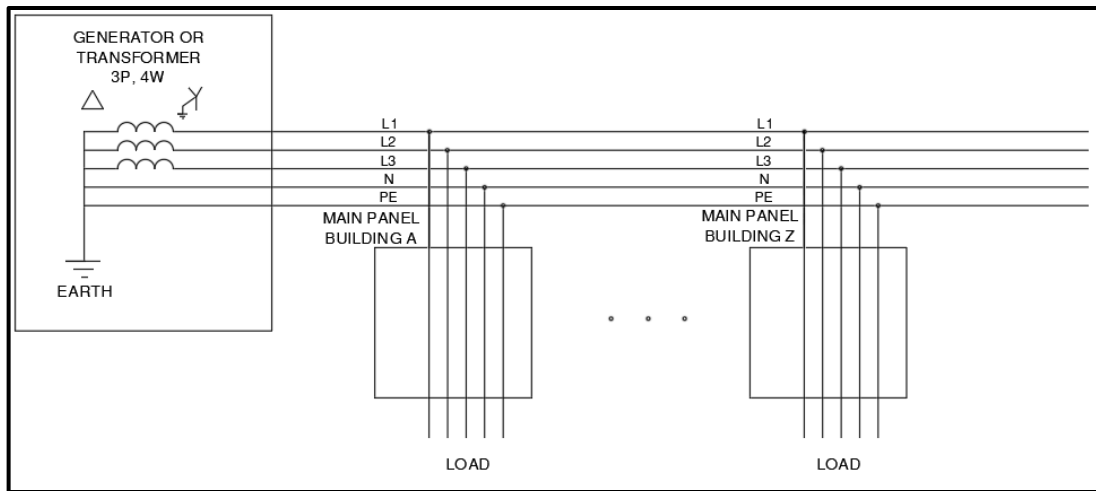 GENERATOR OR
TRANSFORMER
3P, 4W
EARTH
L1
L2
L3
N
PE
MAIN PANEL
BUILDING A
LOAD
L1
L2
L3
N
PE
MAIN PANEL
BUILDING Z
LOAD